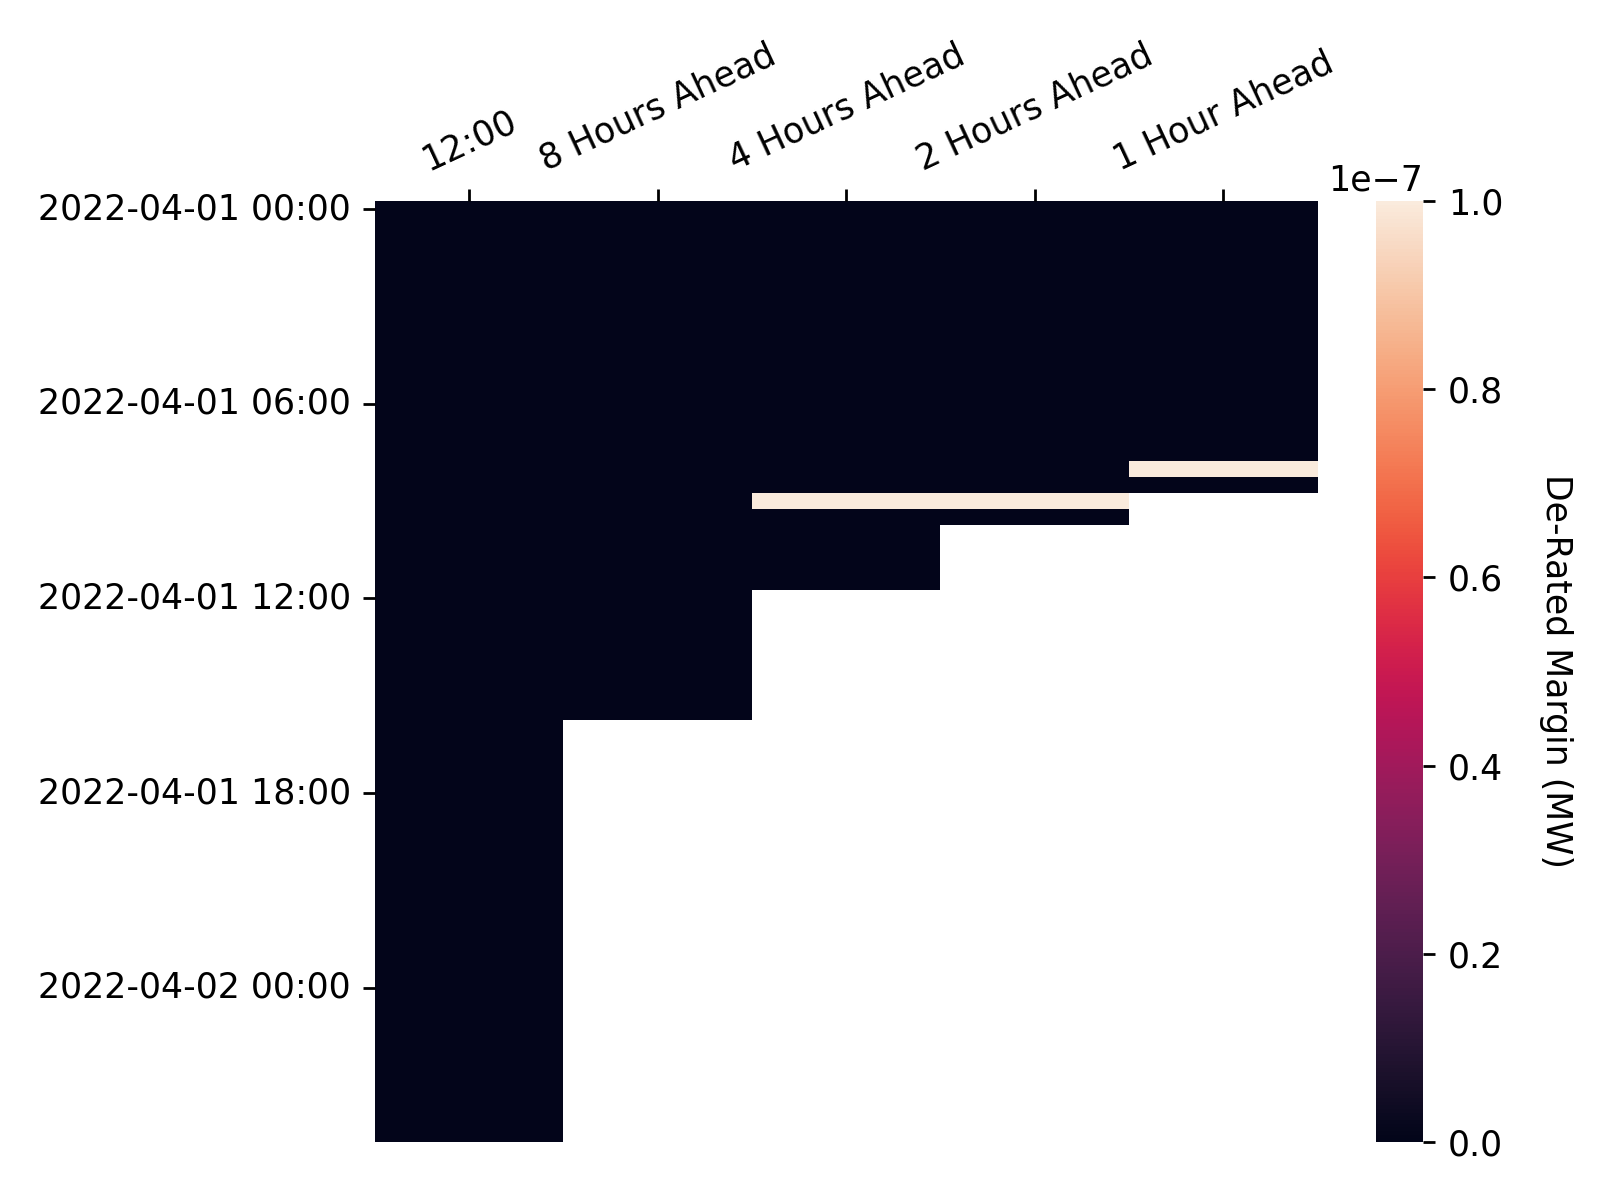 12:00
8 Hours Ahead
4 Hours Ahead
2 Hours Ahead
1 Hour Ahead
2022-04-01 00:00
2022-04-01 06:00
2022-04-01 12:00
2022-04-01 18:00
2022-04-02 00:00
1e−7
1.0
0.8
0.6
0.4
0.2
0.0
De-Rated Margin (MW)